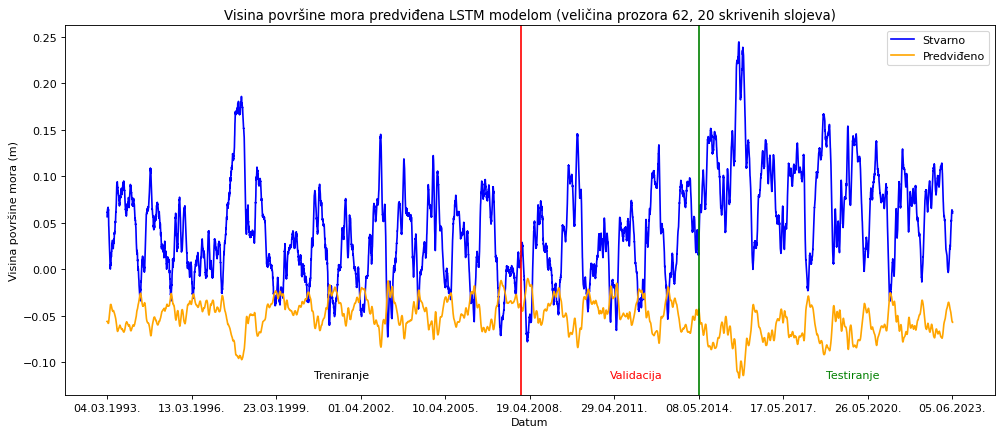 Visina površine mora predviđena LSTM modelom (veličina prozora 62, 20 skrivenih slojeva)
Stvarno
Predviđeno
Visina površine mora (m)
0.25
0.20
0.15
0.10
0.05
0.00
−0.05
−0.10
Treniranje
Validacija
Testiranje
04.03.1993.
13.03.1996.
23.03.1999.
01.04.2002.
10.04.2005.
19.04.2008.
29.04.2011.
08.05.2014.
17.05.2017.
26.05.2020.
05.06.2023.
Datum